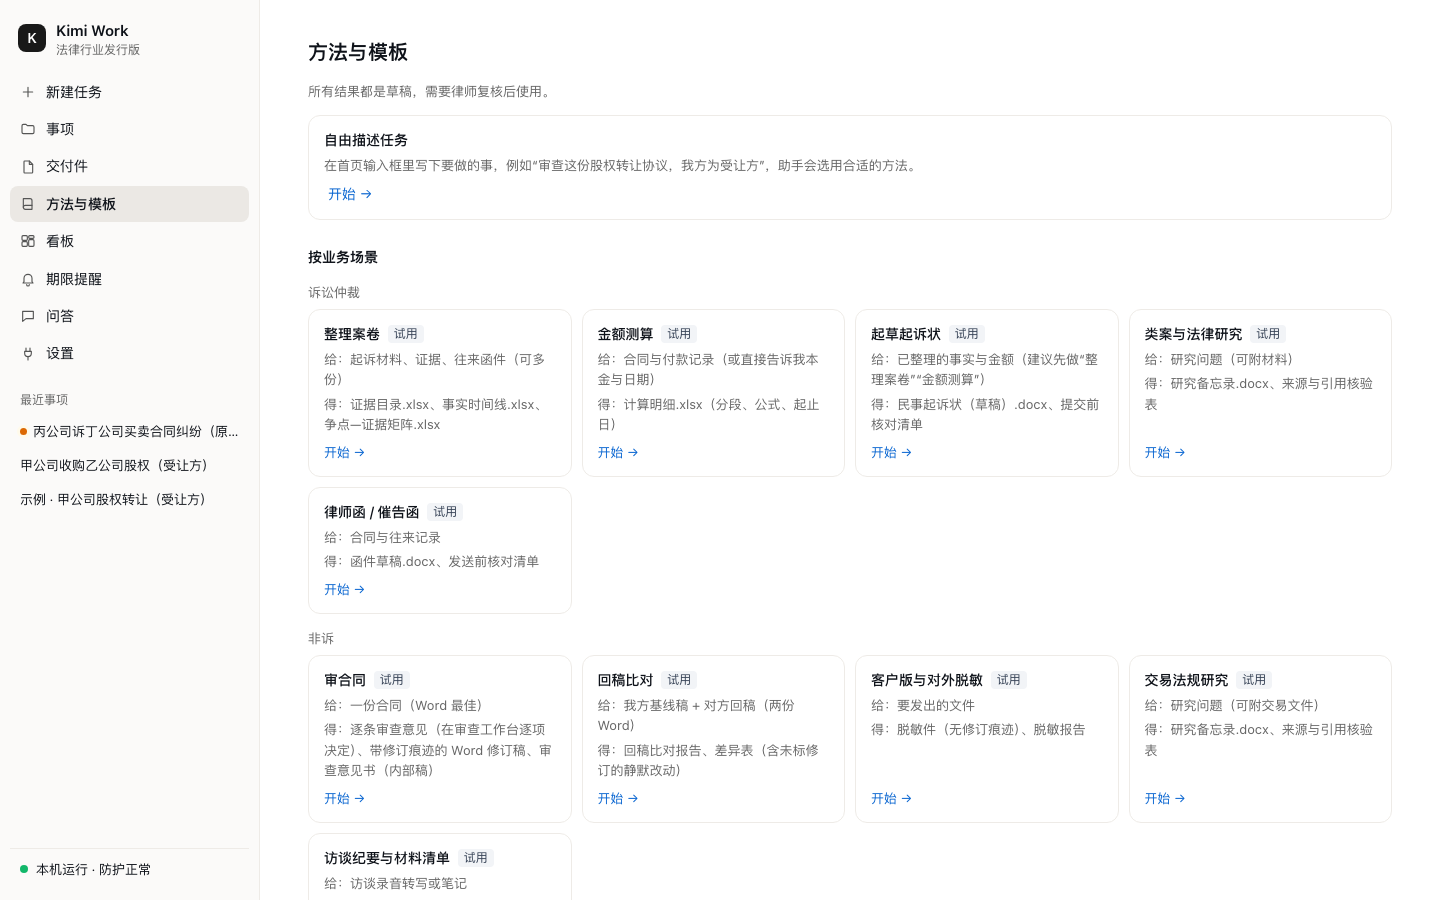 K
Kimi Work
法律行业发行版
新建任务
事项
交付件
方法与模板
看板
期限提醒
问答
设置
最近事项
丙公司诉丁公司买卖合同纠纷（原...
甲公司收购乙公司股权（受让方）
示例 · 甲公司股权转让（受让方）
本机运行 · 防护正常
方法与模板
所有结果都是草稿，需要律师复核后使用。
自由描述任务
在首页输入框里写下要做的事，例如“审查这份股权转让协议，我方为受让方”，助手会选用合适的方法。
开始 →
按业务场景
诉讼仲裁
整理案卷 试用
给：起诉材料、证据、往来函件（可多
份）
得：证据目录.xlsx、事实时间线.xlsx、
争点—证据矩阵.xlsx
开始 →
金额测算 试用
给：合同与付款记录（或直接告诉我本
金与日期）
得：计算明细.xlsx（分段、公式、起止
日）
开始 →
起草起诉状 试用
给：已整理的事实与金额（建议先做“整
理案卷”“金额测算”）
得：民事起诉状（草稿）.docx、提交前
核对清单
开始 →
类案与法律研究 试用
给：研究问题（可附材料）
得：研究备忘录.docx、来源与引用核验
表
开始 →
律师函 / 催告函 试用
给：合同与往来记录
得：函件草稿.docx、发送前核对清单
开始 →
非诉
审合同 试用
给：一份合同（Word 最佳）
得：逐条审查意见（在审查工作台逐项
决定）、带修订痕迹的 Word 修订稿、审
查意见书（内部稿）
开始 →
回稿比对 试用
给：我方基线稿 + 对方回稿（两份
Word）
得：回稿比对报告、差异表（含未标修
订的静默改动）
开始 →
客户版与对外脱敏 试用
给：要发出的文件
得：脱敏件（无修订痕迹）、脱敏报告
开始 →
交易法规研究 试用
给：研究问题（可附交易文件）
得：研究备忘录.docx、来源与引用核验
表
开始 →
访谈纪要与材料清单 试用
给：访谈录音转写或笔记